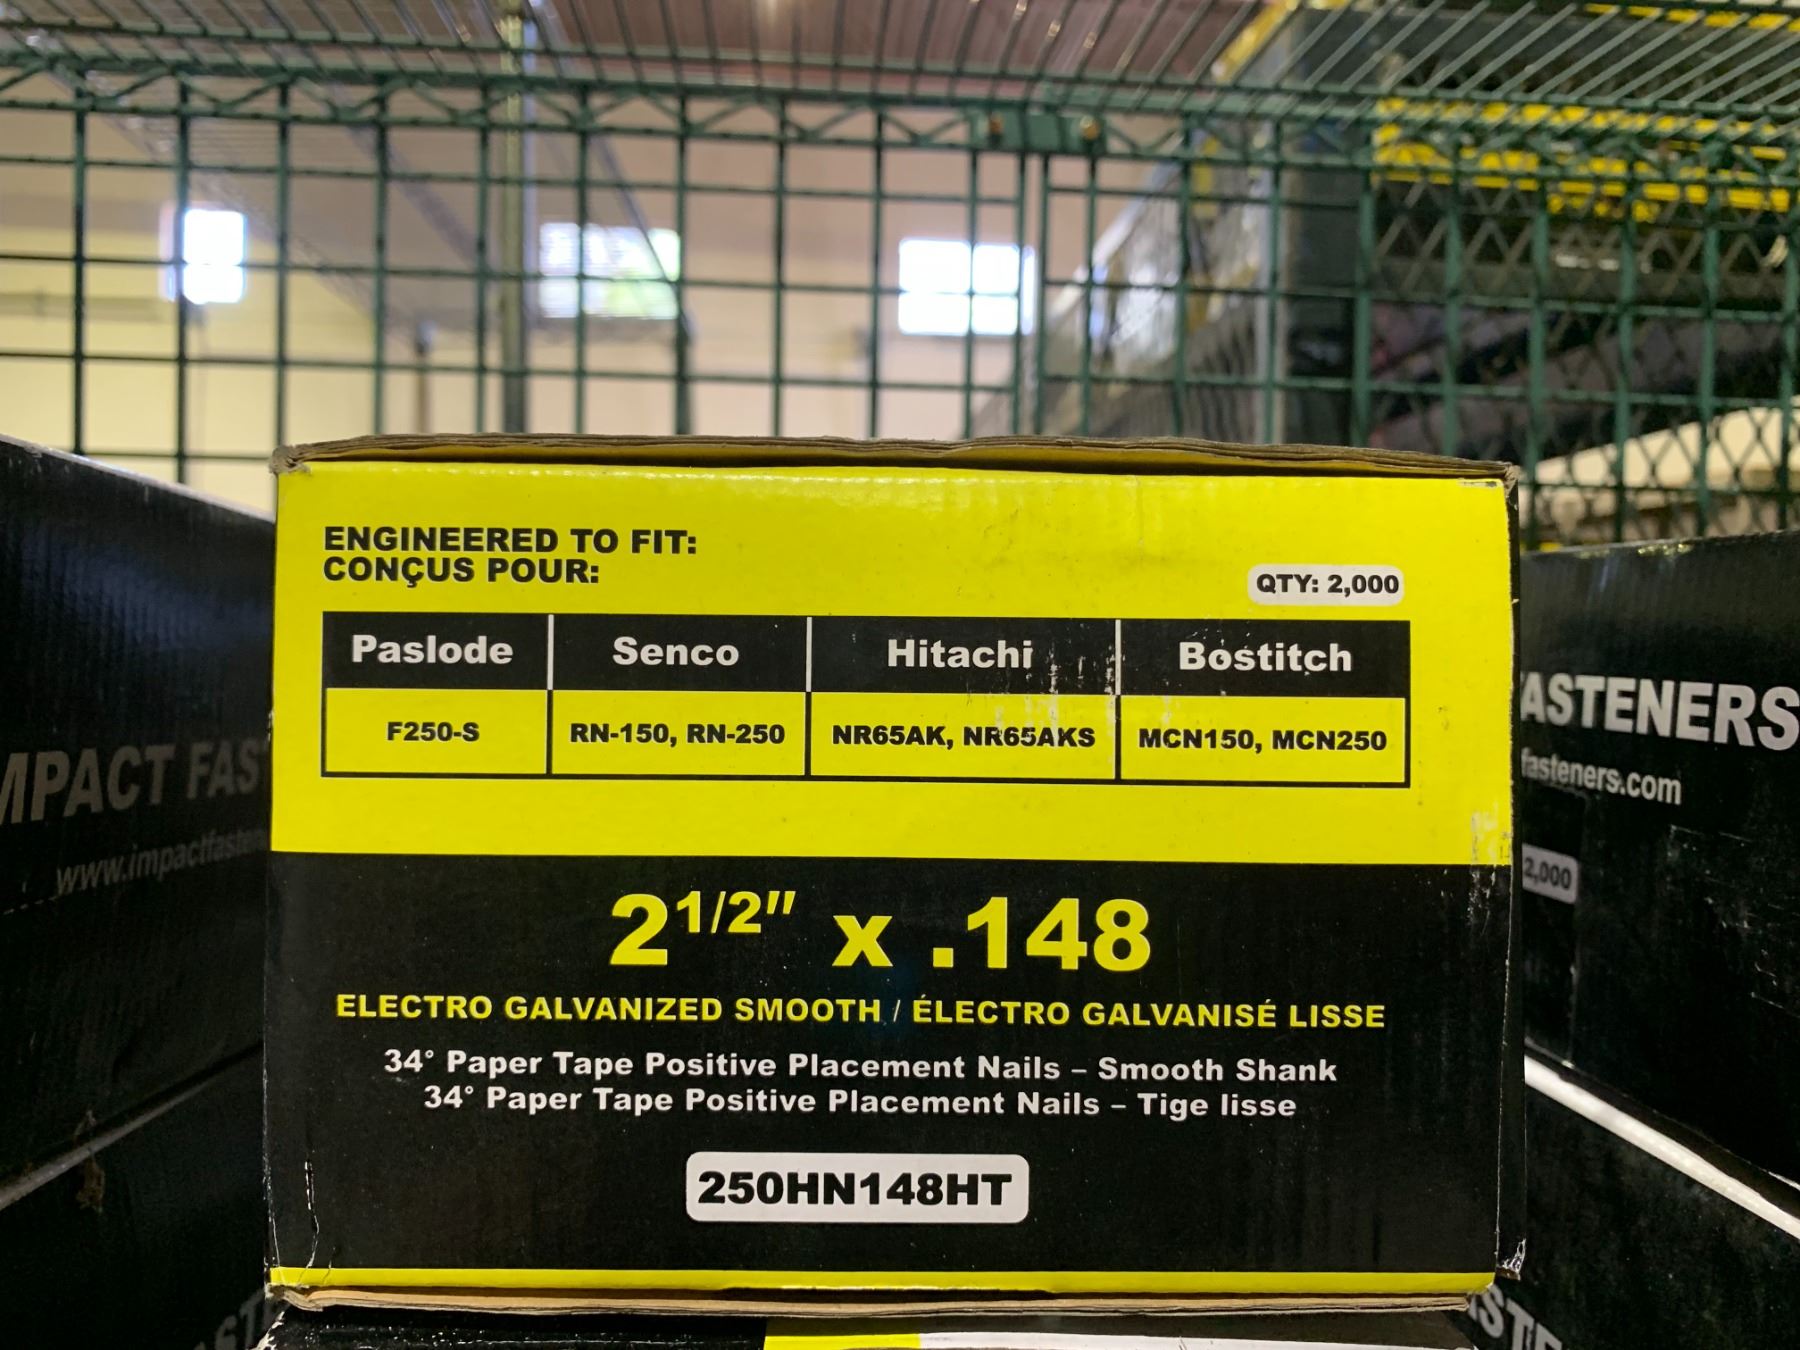 ENGINEERED TO FIT:
CONÇUS POUR:
QTY: 2,000
Paslode Senco Hitachi Bostitch
F250-S RN-150, RN-250 NR65AK, NR65AKS MCN150, MCN250
2 1/2" x .148
ELECTRO GALVANIZED SMOOTH / ÉLECTRO GALVANISÉ LISSE
34° Paper Tape Positive Placement Nails – Smooth Shank
34° Paper Tape Positive Placement Nails – Tige lisse
250HN148HT
MPACT FAS
www.impactfasten
ASTENERS
fasteners.com
2,000